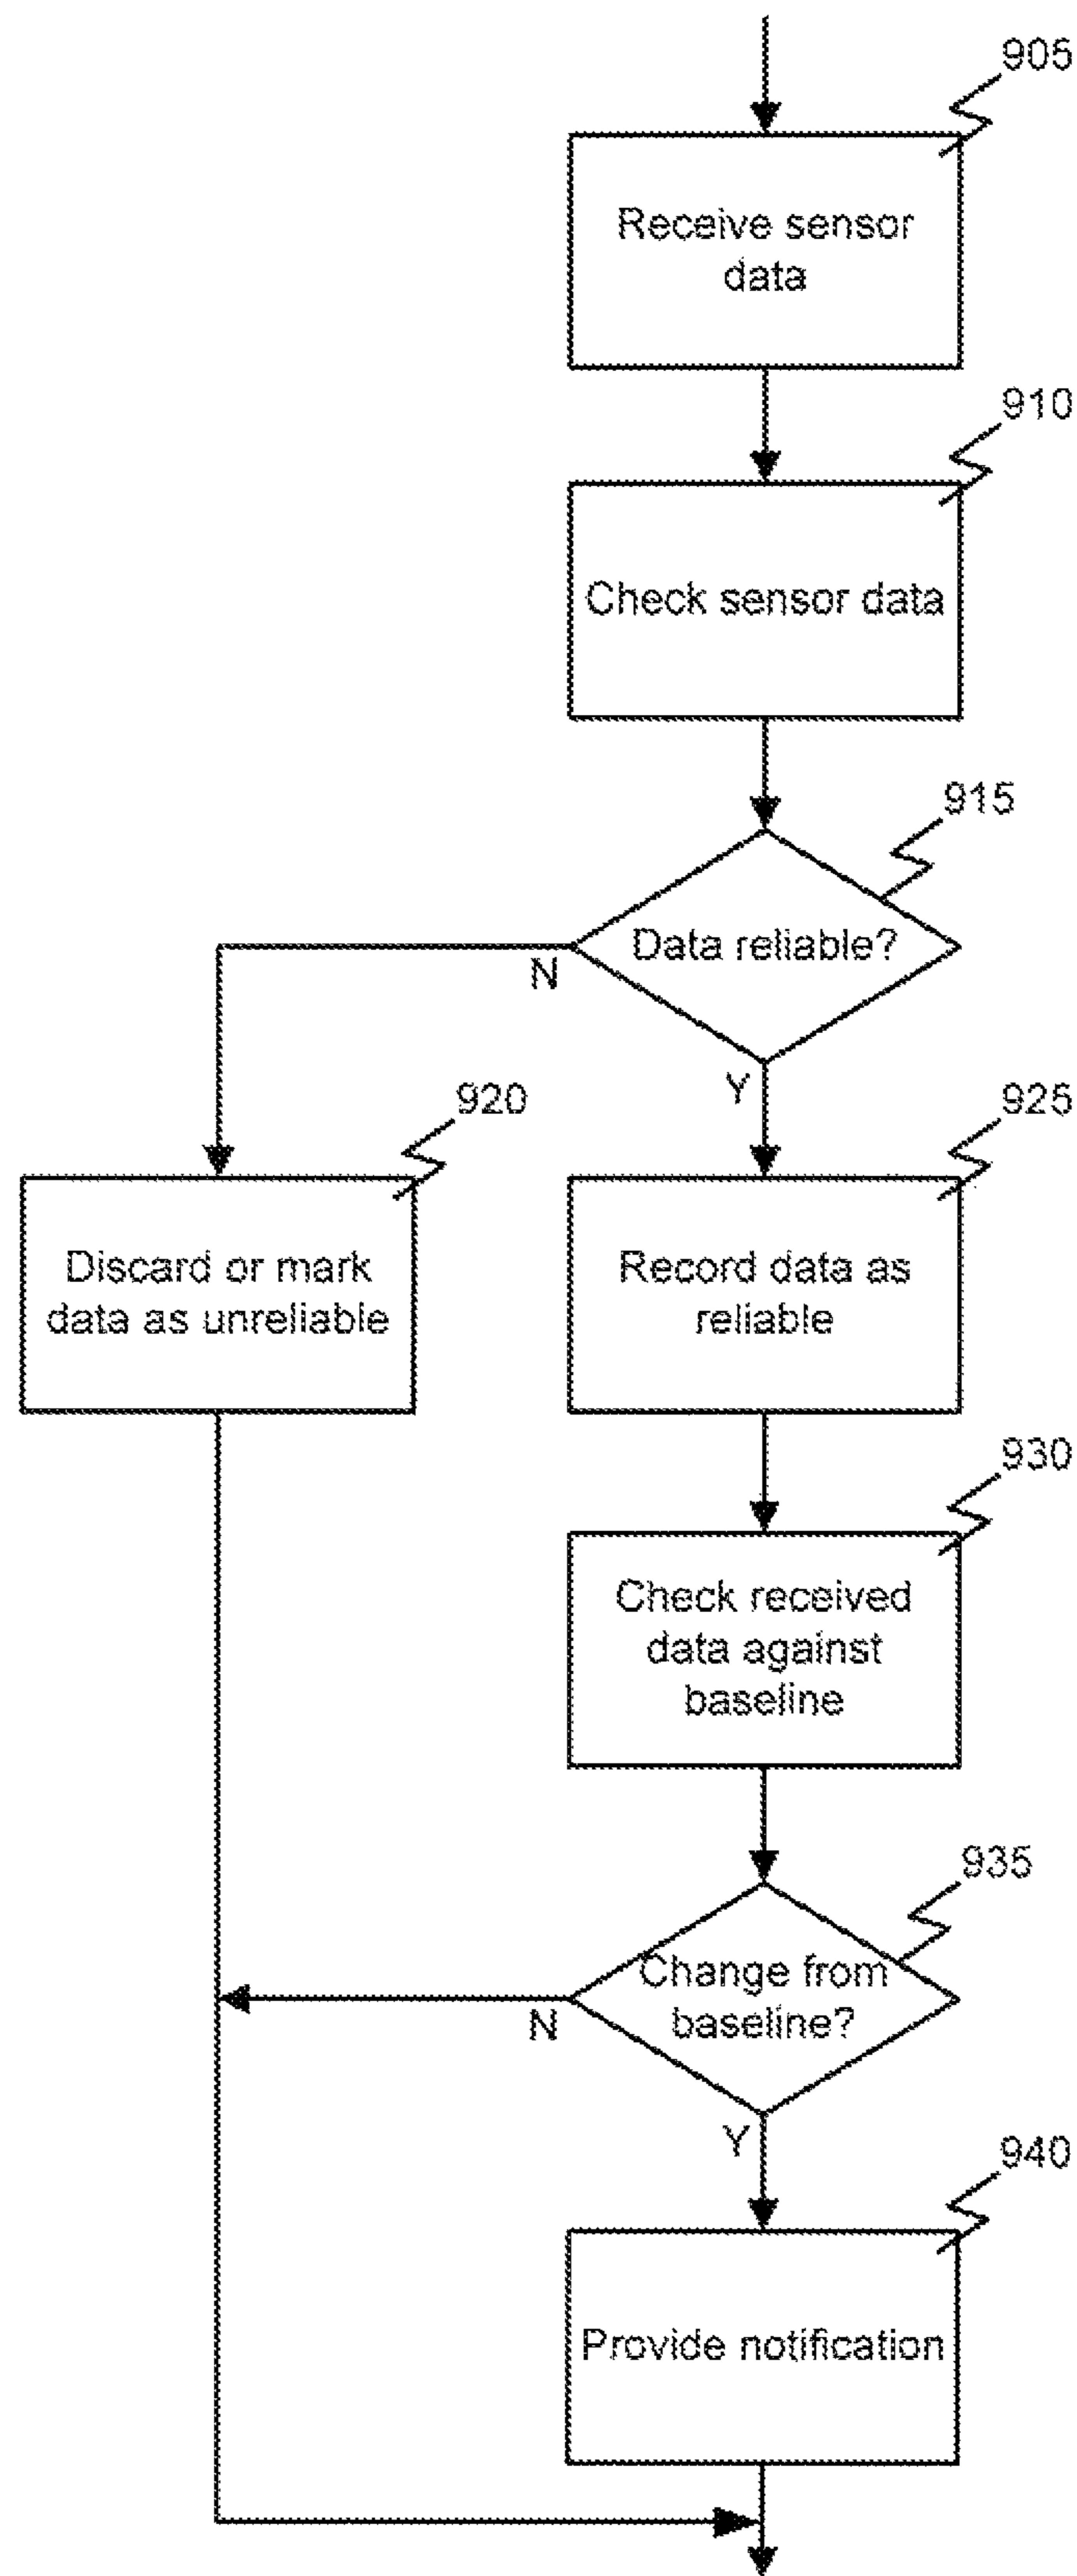 905
Receive sensor
data
910
Check sensor data
915
Data reliable?
N
Y
920
925
Discard or mark
data as unreliable
Record data as
reliable
930
Check received
data against
baseline
935
Change from
baseline?
N
Y
940
Provide notification